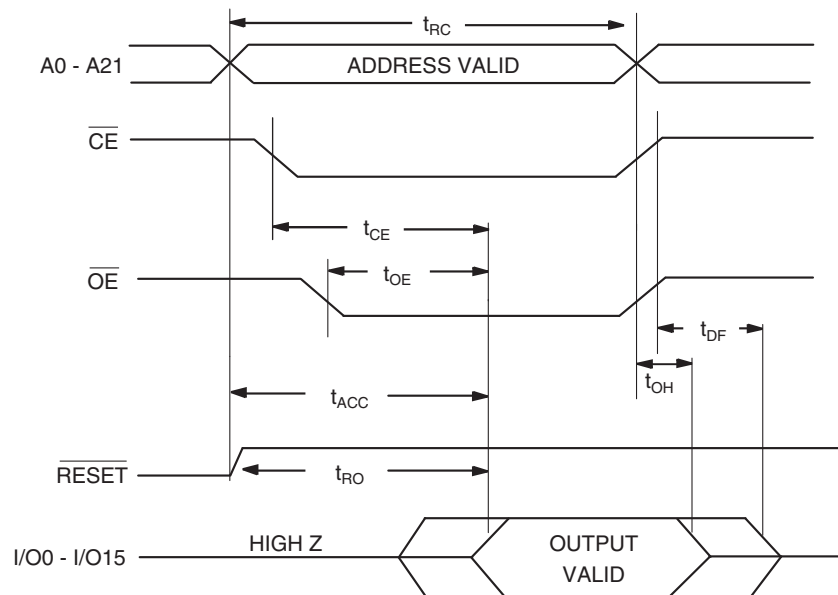 tRC
A0 - A21
ADDRESS VALID
CE
tCE
OE
tOE
tDF
tOH
tACC
RESET
tRO
HIGH Z
I/O0 - I/O15
OUTPUT
VALID